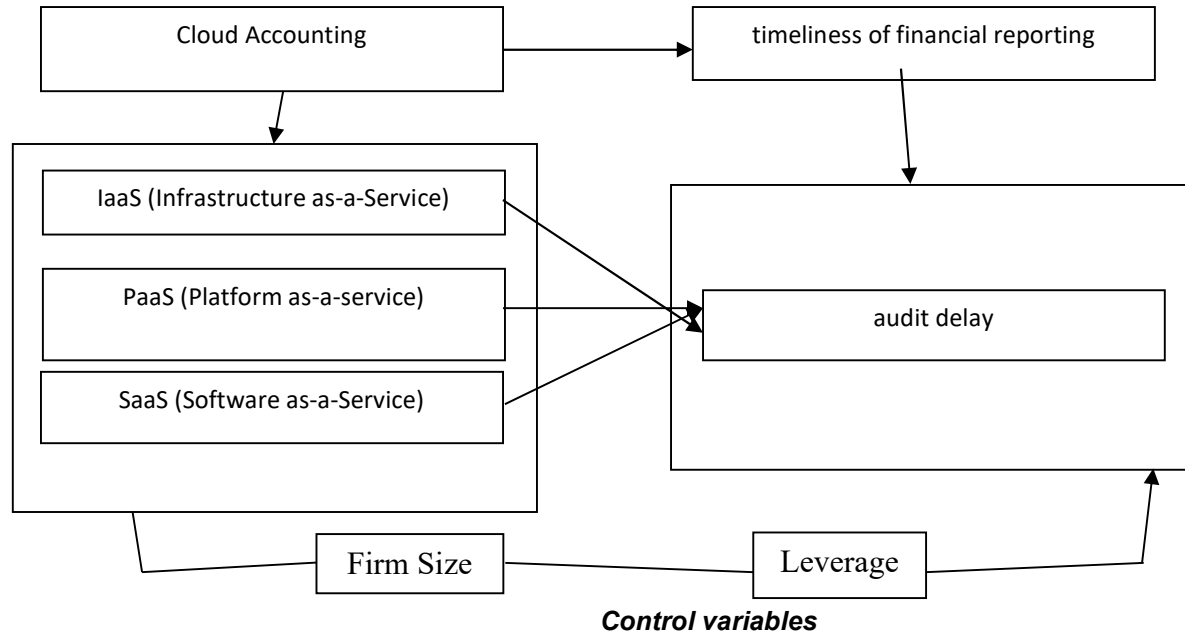 Cloud Accounting
timeliness of financial reporting
IaaS (Infrastructure as-a-Service)
PaaS (Platform as-a-service)
audit delay
SaaS (Software as-a-Service)
Firm Size
Leverage
Control variables